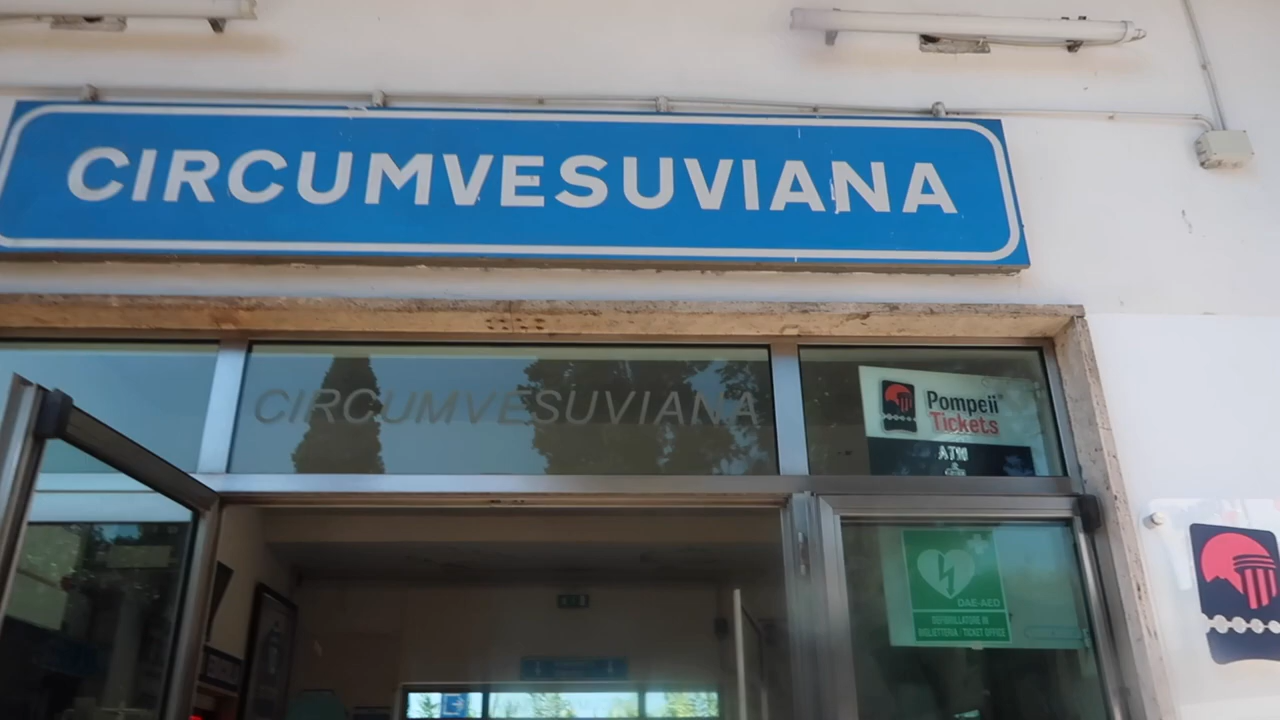 CIRCUMVESUVIANA
CIRCUMVESUVIANA
Pompeii
Tickets
ATM
DAE-AED
DEFIBRILLATORE IN
BIGLIETTERIA / TICKET OFFICE